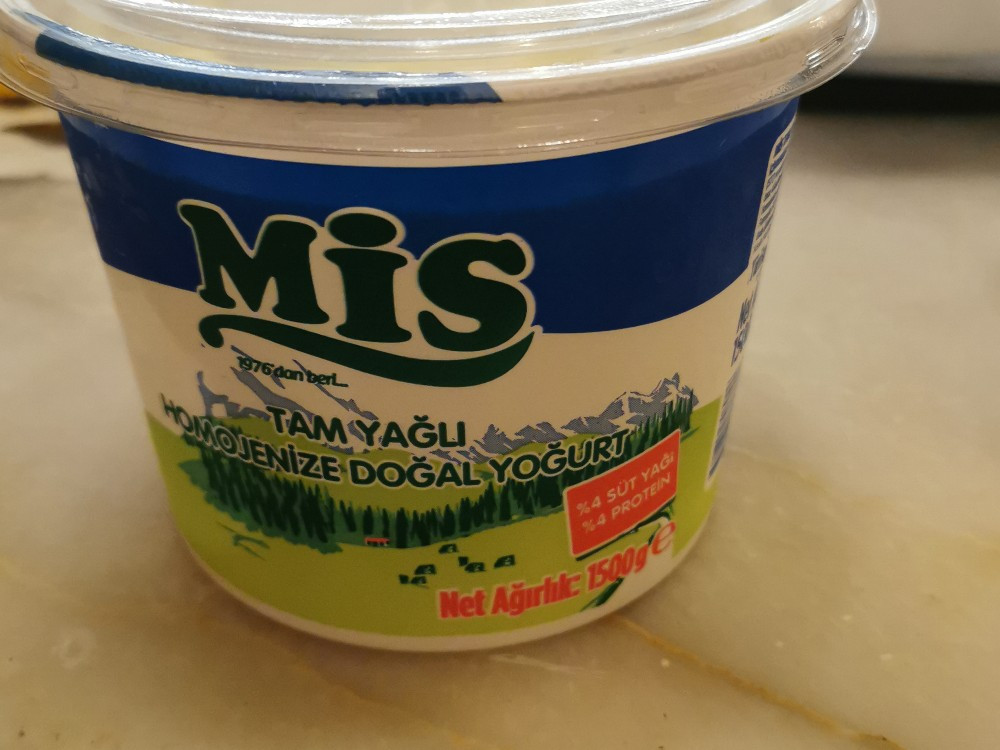 MiS
1976'dan beri...
TAM YAĞLI
HOMOJENİZE DOĞAL YOĞURT
%4 SÜT YAĞI
%4 PROTEİN
Net Ağırlık: 1500g e